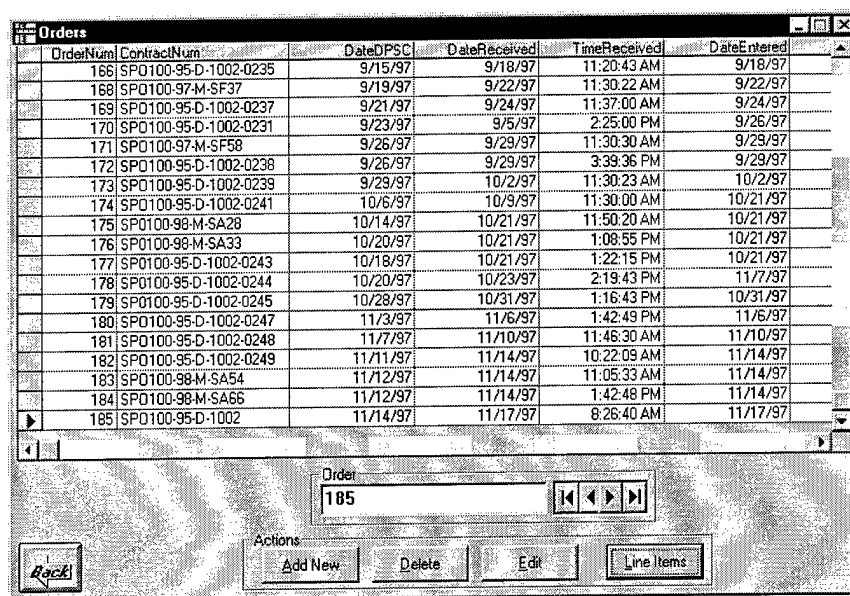 Orders
OrderNum ContractNum DateDPSC DateReceived TimeReceived DateEntered
166 SPO100-95-D-1002-0235 9/15/97 9/18/97 11:20:43 AM 9/18/97
168 SPO100-97-M-SF37 9/19/97 9/22/97 11:30:22 AM 9/22/97
169 SPO100-95-D-1002-0237 9/21/97 9/24/97 11:37:00 AM 9/24/97
170 SPO100-95-D-1002-0231 9/23/97 9/5/97 2:25:00 PM 9/26/97
171 SPO100-97-M-SF58 9/26/97 9/29/97 11:30:30 AM 9/29/97
172 SPO100-95-D-1002-0238 9/26/97 9/29/97 3:39:36 PM 9/29/97
173 SPO100-95-D-1002-0239 9/29/97 10/2/97 11:30:23 AM 10/2/97
174 SPO100-95-D-1002-0241 10/6/97 10/9/97 11:30:00 AM 10/21/97
175 SP0100-98-M-SA28 10/14/97 10/21/97 11:50:20 AM 10/21/97
176 SPO100-98-M-SA33 10/20/97 10/21/97 1:08:55 PM 10/21/97
177 SP0100-95-D-1002-0243 10/18/97 10/21/97 1:22:15 PM 10/21/97
178 SPO100-95-D-1002-0244 10/20/97 10/23/97 2:19:43 PM 11/7/97
179 SPO100-95-D-1002-0245 10/28/97 10/31/97 1:16:43 PM 10/31/97
180 SPO100-95-D-1002-0247 11/3/97 11/6/97 1:42:49 PM 11/6/97
181 SPO100-95-D-1002-0248 11/7/97 11/10/97 11:46:30 AM 11/10/97
182 SPO100-95-D-1002-0249 11/11/97 11/14/97 10:22:09 AM 11/14/97
183 SPO100-98-M-SA54 11/12/97 11/14/97 11:05:33 AM 11/14/97
184 SPO100-98-M-SA66 11/12/97 11/14/97 1:42:48 PM 11/14/97
185 SPO100-95-D-1002 11/14/97 11/17/97 8:26:40 AM 11/17/97
Order
185
Actions
Back Add New Delete Edit Line Items